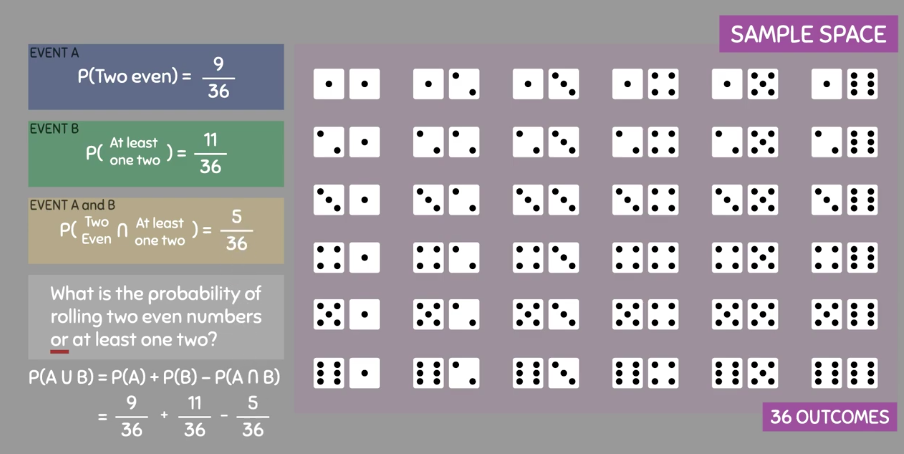 SAMPLE SPACE
EVENT A
P(Two even) = 9/36
EVENT B
P( At least one two ) = 11/36
EVENT A and B
P( Two Even ∩ At least one two ) = 5/36
What is the probability of
rolling two even numbers
or at least one two?
P(A U B) = P(A) + P(B) – P(A ∩ B)
= 9/36 + 11/36 – 5/36
36 OUTCOMES